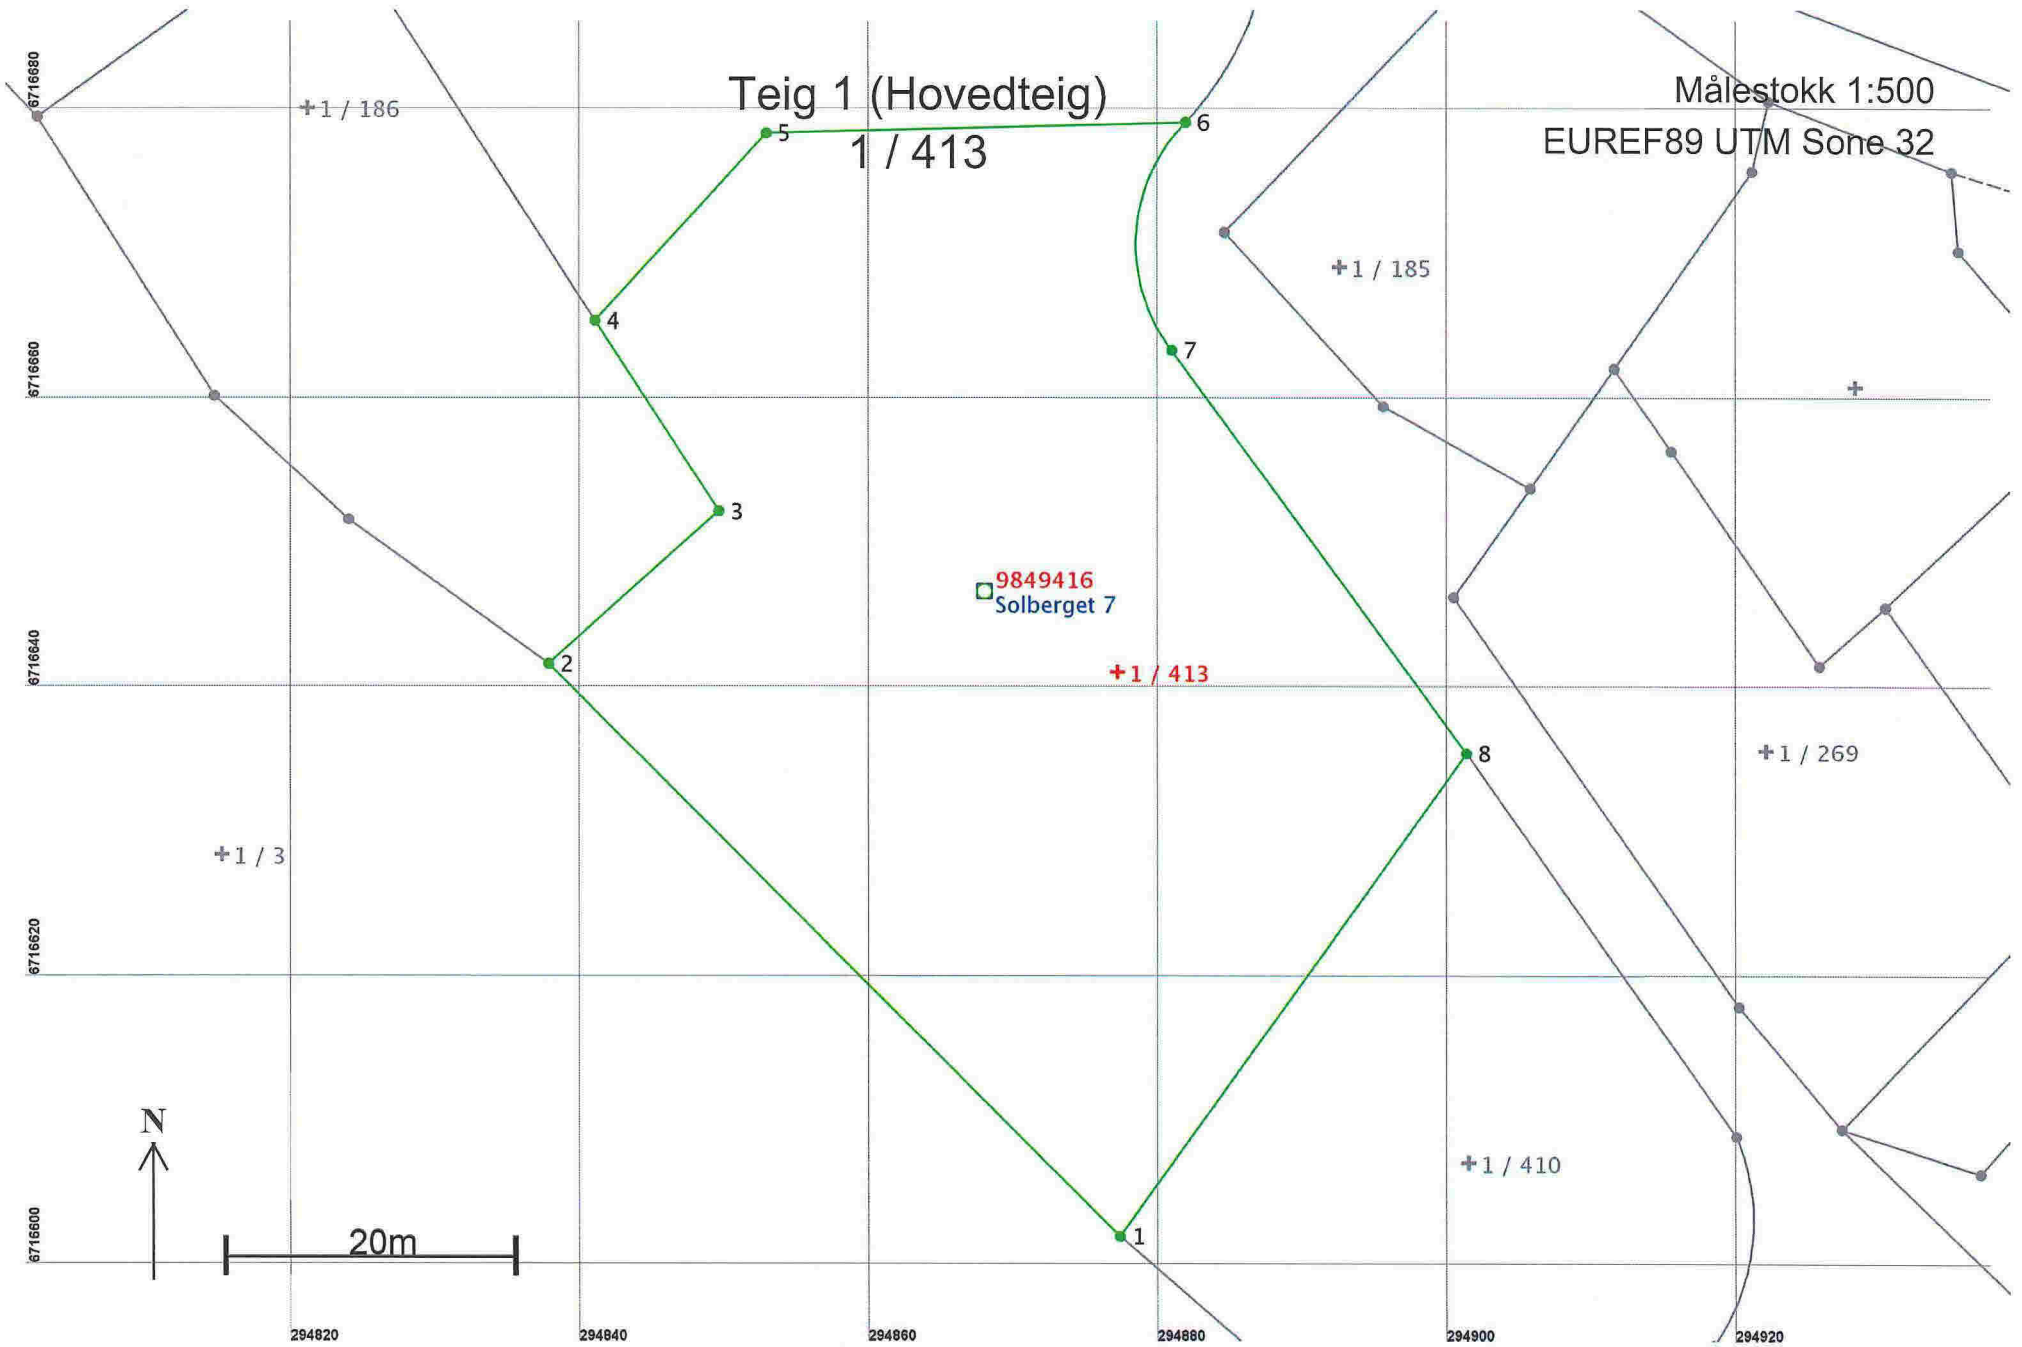 Teig 1 (Hovedteig)
1 / 413
Målestokk 1:500
EUREF89 UTM Sone 32
6716680
1 / 186
5
6
1 / 185
4
7
6716660
3
9849416
Solberget 7
2
1 / 413
6716640
8
1 / 269
1 / 3
6716620
N
1 / 410
20m
1
6716600
294820
294840
294860
294880
294900
294920